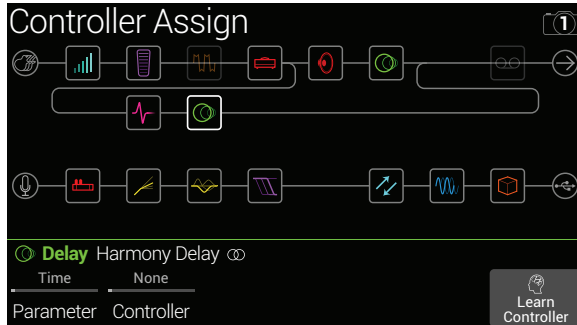 Controller Assign
1
Delay Harmony Delay
Time None
Parameter Controller
Learn
Controller